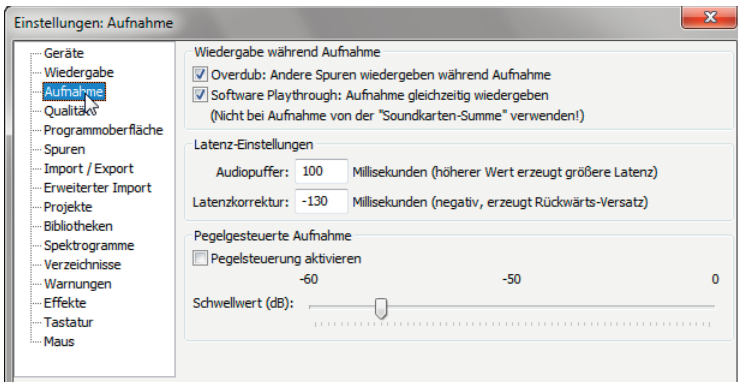 Einstellungen: Aufnahme
Geräte
Wiedergabe
Aufnahme
Qualität
Programmoberfläche
Spuren
Import / Export
Erweiterter Import
Projekte
Bibliotheken
Spektrogramme
Verzeichnisse
Warnungen
Effekte
Tastatur
Maus
Wiedergabe während Aufnahme
Overdub: Andere Spuren wiedergeben während Aufnahme
Software Playthrough: Aufnahme gleichzeitig wiedergeben
(Nicht bei Aufnahme von der "Soundkarten-Summe" verwenden!)
Latenz-Einstellungen
Audiopuffer: 100 Millisekunden (höherer Wert erzeugt größere Latenz)
Latenzkorrektur: -130 Millisekunden (negativ, erzeugt Rückwärts-Versatz)
Pegelgesteuerte Aufnahme
Pegelsteuerung aktivieren
-60 -50 0
Schwellwert (dB):